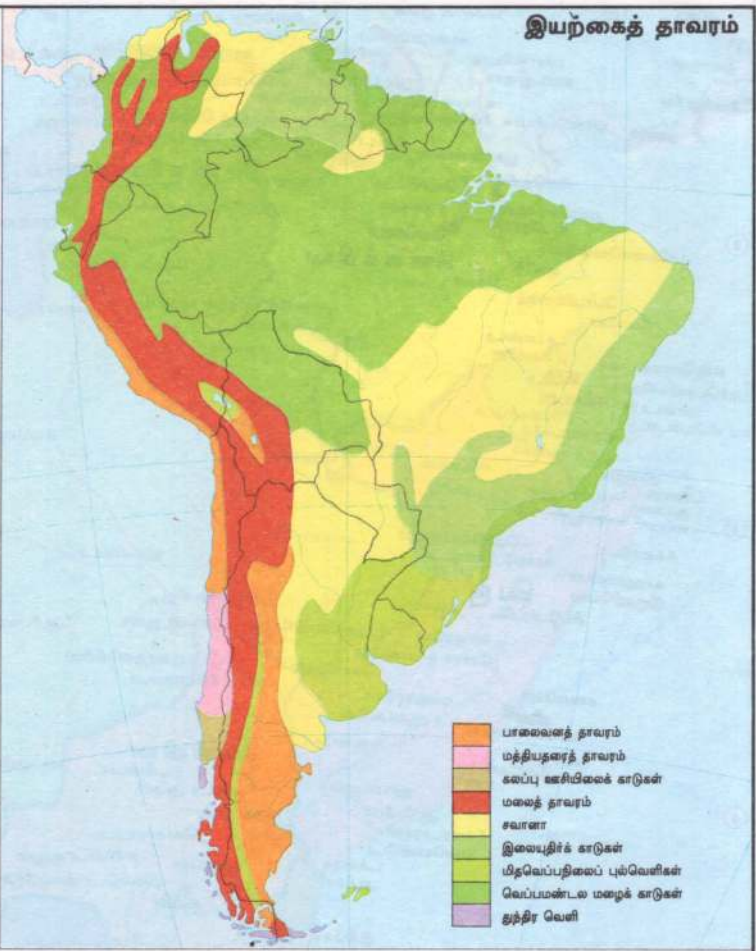 இயற்கைத் தாவரம்
பாலைவனத் தாவரம்
மத்தியதரைத் தாவரம்
கலப்பு ஊசியிலைக் காடுகள்
மலைத் தாவரம்
சவானா
இலையுதிர்க் காடுகள்
மிதவெப்பநிலைப் புல்வெளிகள்
வெப்பமண்டல மழைக் காடுகள்
துந்திர வெளி